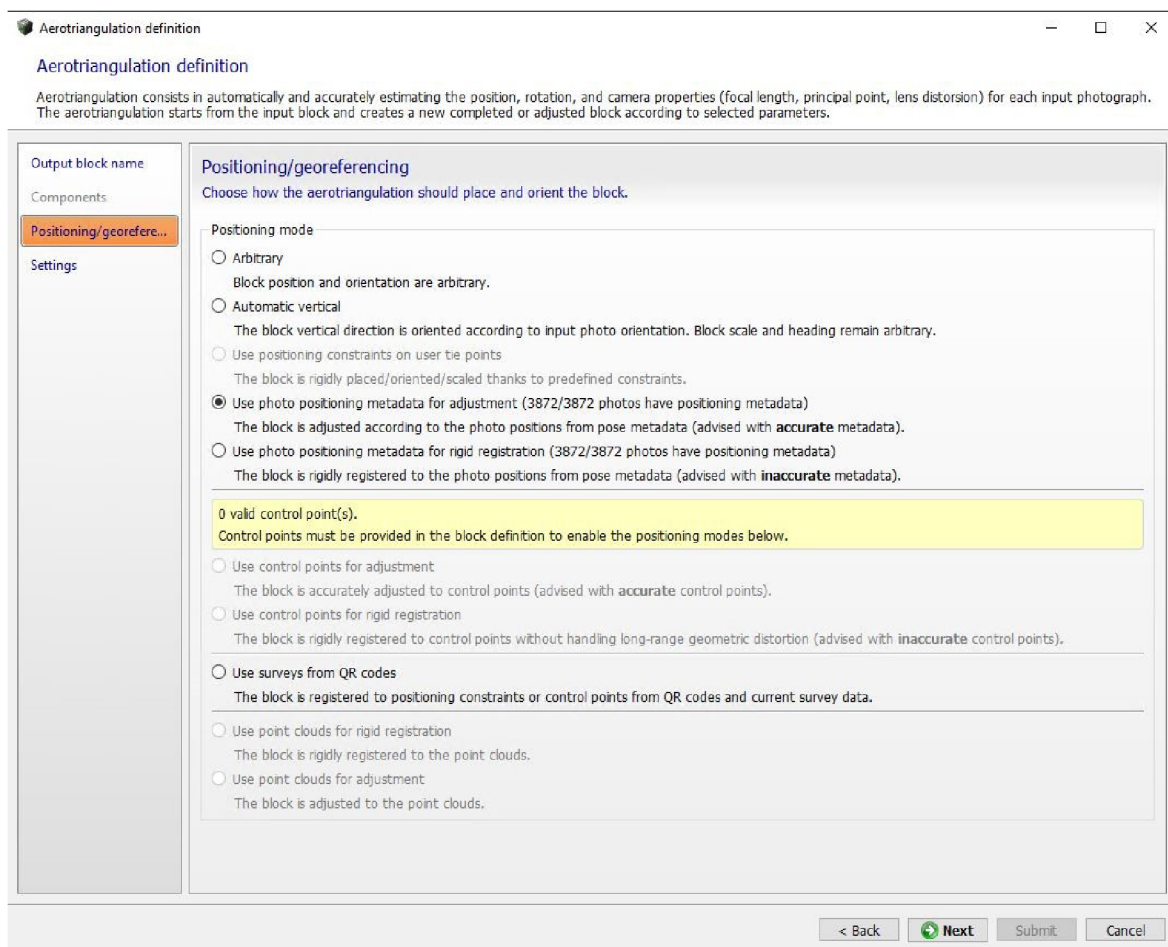 Aerotriangulation definition
Aerotriangulation definition
Aerotriangulation consists in automatically and accurately estimating the position, rotation, and camera properties (focal length, principal point, lens distorsion) for each input photograph.
The aerotriangulation starts from the input block and creates a new completed or adjusted block according to selected parameters.
Output block name
Components
Positioning/georefere...
Settings
Positioning/georeferencing
Choose how the aerotriangulation should place and orient the block.
Positioning mode
Arbitrary
Block position and orientation are arbitrary.
Automatic vertical
The block vertical direction is oriented according to input photo orientation. Block scale and heading remain arbitrary.
Use positioning constraints on user tie points
The block is rigidly placed/oriented/scaled thanks to predefined constraints.
Use photo positioning metadata for adjustment (3872/3872 photos have positioning metadata)
The block is adjusted according to the photo positions from pose metadata (advised with accurate metadata).
Use photo positioning metadata for rigid registration (3872/3872 photos have positioning metadata)
The block is rigidly registered to the photo positions from pose metadata (advised with inaccurate metadata).
0 valid control point(s).
Control points must be provided in the block definition to enable the positioning modes below.
Use control points for adjustment
The block is accurately adjusted to control points (advised with accurate control points).
Use control points for rigid registration
The block is rigidly registered to control points without handling long-range geometric distortion (advised with inaccurate control points).
Use surveys from QR codes
The block is registered to positioning constraints or control points from QR codes and current survey data.
Use point clouds for rigid registration
The block is rigidly registered to the point clouds.
Use point clouds for adjustment
The block is adjusted to the point clouds.
< Back Next Submit Cancel